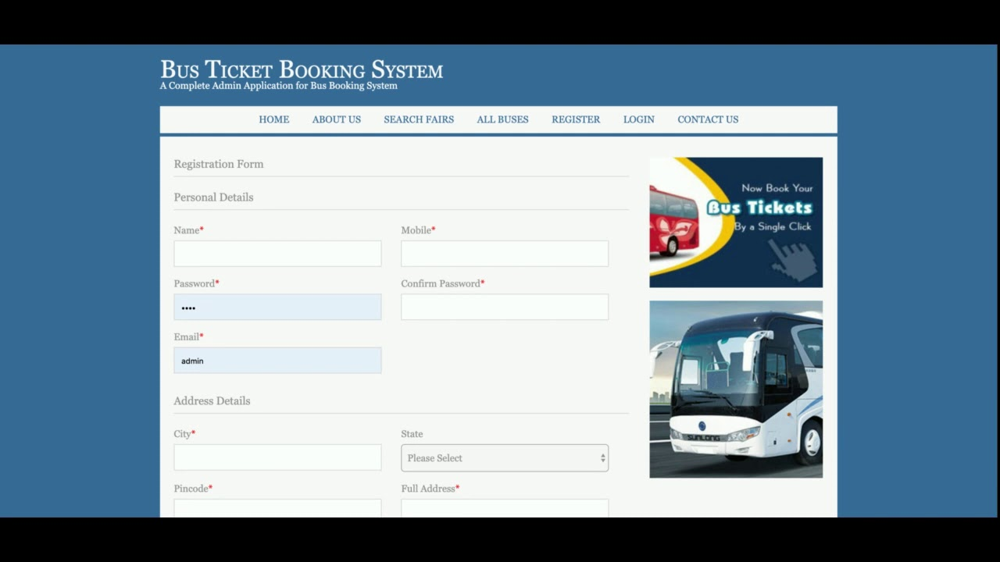 BUS TICKET BOOKING SYSTEM
A Complete Admin Application for Bus Booking System
HOME ABOUT US SEARCH FAIRS ALL BUSES REGISTER LOGIN CONTACT US
Registration Form
Personal Details
Name* Mobile*
Password* Confirm Password*
••••
Email*
admin
Address Details
City* State
Please Select
Pincode* Full Address*
Now Book Your
Bus Tickets
By a Single Click
SUNLONG